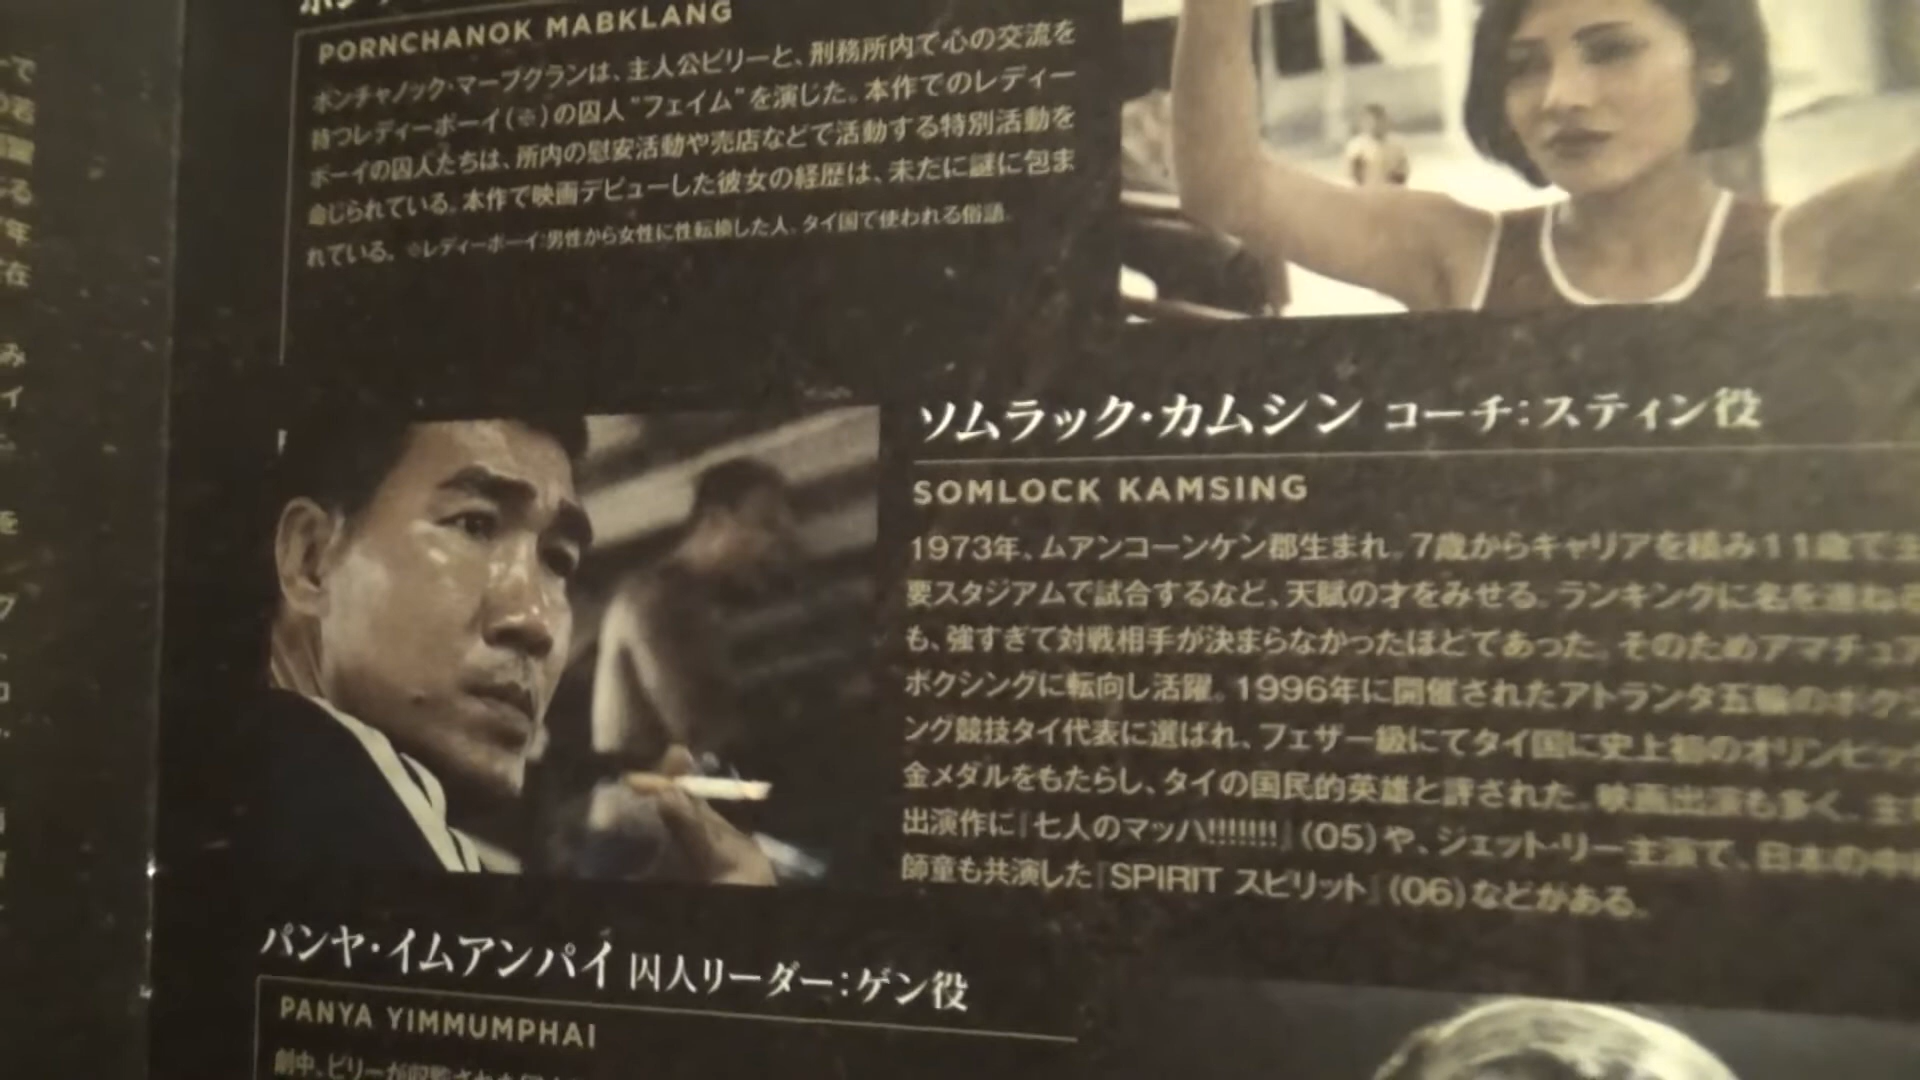 PORNCHANOK MABKLANG
ポンチャノック・マープクランは、主人公ビリーと、刑務所内で心の交流を
持つレディーボーイ(※)の囚人“フェイム”を演じた。本作でのレディー
ボーイの囚人たちは、所内の慰安活動や売店などで活動する特別活動を
命じられている。本作で映画デビューした彼女の経歴は、未だに謎に包ま
れている。※レディーボーイ:男性から女性に性転換した人。タイ国で使われる俗語。
ソムラック・カムシン コーチ:スティン役
SOMLOCK KAMSING
1973年、ムアンコーンケン郡生まれ。7歳からキャリアを積み11歳で主
要スタジアムで試合するなど、天賦の才をみせる。ランキングに名を連ねる
も、強すぎて対戦相手が決まらなかったほどであった。そのためアマチュア
ボクシングに転向し活躍。1996年に開催されたアトランタ五輪のボクシ
ング競技タイ代表に選ばれ、フェザー級にてタイ国に史上初のオリンピック
金メダルをもたらし、タイの国民的英雄と評された。映画出演も多く、主
出演作に『七人のマッハ!!!!!!!』(05)や、ジェット・リー主演で、日本の中
師童も共演した『SPIRIT スピリット』(06)などがある。
パンヤ・イムアンパイ 囚人リーダー:ゲン役
PANYA YIMMUMPHAI
劇中、ビリーが収監された